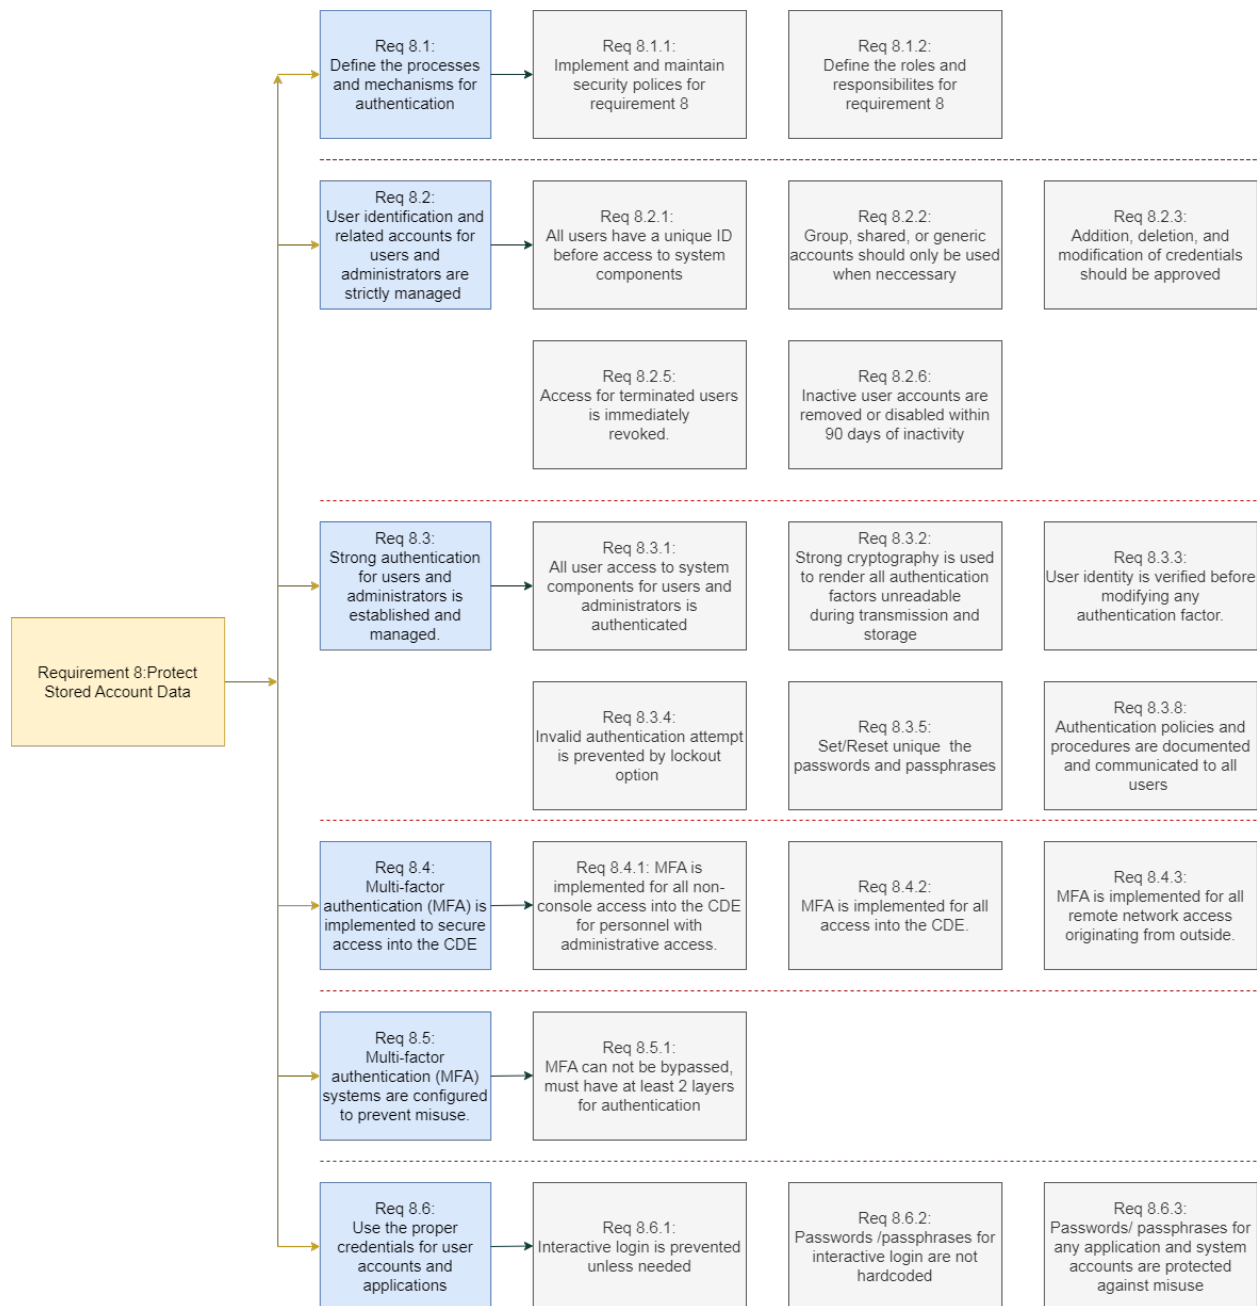 Req 8.1:
Define the processes
and mechanisms for
authentication
Req 8.1.1:
Implement and maintain
security polices for
requirement 8
Req 8.1.2:
Define the roles and
responsibilites for
requirement 8
Req 8.2:
User identification and
related accounts for
users and
administrators are
strictly managed
Req 8.2.1:
All users have a unique ID
before access to system
components
Req 8.2.2:
Group, shared, or generic
accounts should only be used
when neccessary
Req 8.2.3:
Addition, deletion, and
modification of credentials
should be approved
Req 8.2.5:
Access for terminated users
is immediately
revoked.
Req 8.2.6:
Inactive user accounts are
removed or disabled within
90 days of inactivity
Req 8.3:
Strong authentication
for users and
administrators is
established and
managed.
Req 8.3.1:
All user access to system
components for users and
administrators is
authenticated
Req 8.3.2:
Strong cryptography is used
to render all authentication
factors unreadable
during transmission and
storage
Req 8.3.3:
User identity is verified before
modifying any
authentication factor.
Requirement 8:Protect
Stored Account Data
Req 8.3.4:
Invalid authentication attempt
is prevented by lockout
option
Req 8.3.5:
Set/Reset unique the
passwords and passphrases
Req 8.3.8:
Authentication policies and
procedures are documented
and communicated to all
users
Req 8.4:
Multi-factor
authentication (MFA) is
implemented to secure
access into the CDE
Req 8.4.1: MFA is
implemented for all non-
console access into the CDE
for personnel with
administrative access.
Req 8.4.2:
MFA is implemented for all
access into the CDE.
Req 8.4.3:
MFA is implemented for all
remote network access
originating from outside.
Req 8.5:
Multi-factor
authentication (MFA)
systems are configured
to prevent misuse.
Req 8.5.1:
MFA can not be bypassed,
must have at least 2 layers
for authentication
Req 8.6:
Use the proper
credentials for user
accounts and
applications
Req 8.6.1:
Interactive login is prevented
unless needed
Req 8.6.2:
Passwords /passphrases for
interactive login are not
hardcoded
Req 8.6.3:
Passwords/ passphrases for
any application and system
accounts are protected
against misuse